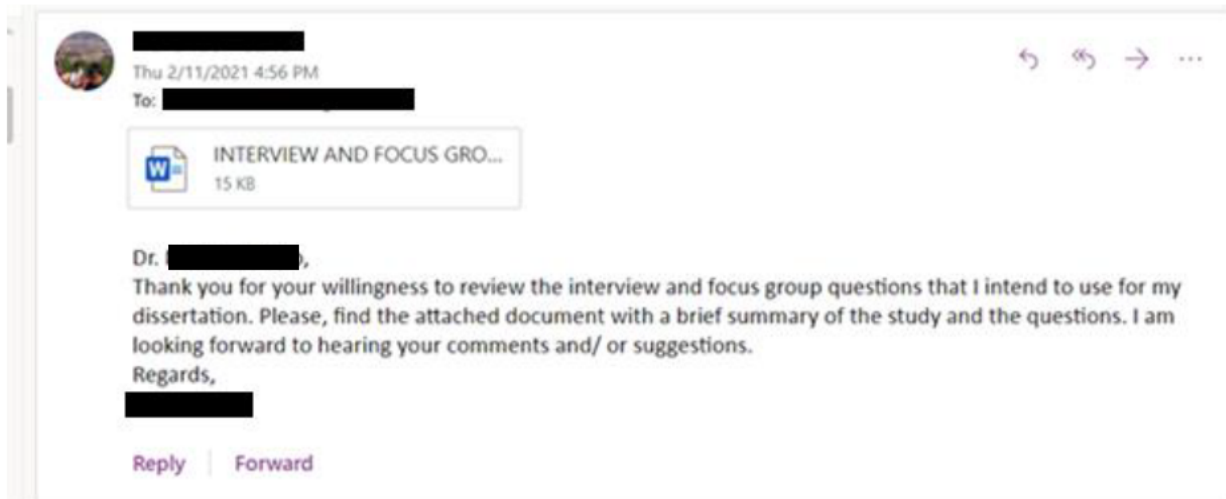 Thu 2/11/2021 4:56 PM
To:
INTERVIEW AND FOCUS GRO...
W
15 KB
Dr.
Thank you for your willingness to review the interview and focus group questions that I intend to use for my
dissertation. Please, find the attached document with a brief summary of the study and the questions. I am
looking forward to hearing your comments and/ or suggestions.
Regards,
Reply Forward